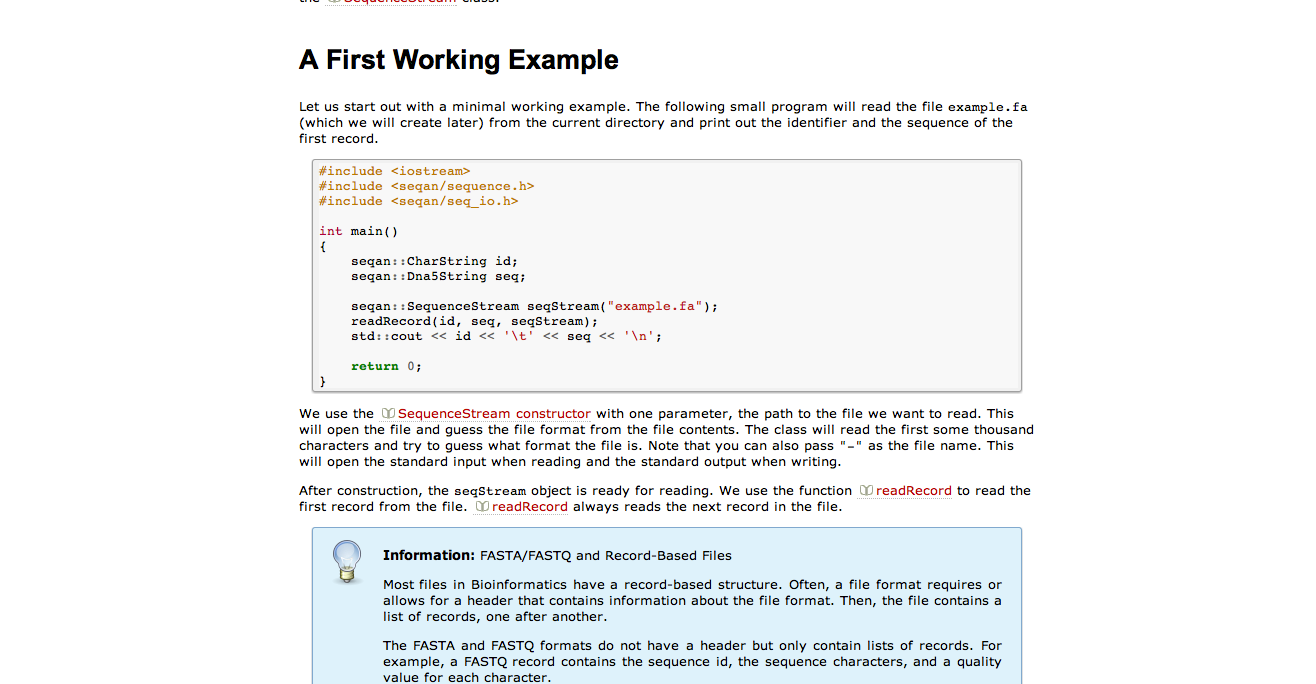 the SequenceStream class.
A First Working Example
Let us start out with a minimal working example. The following small program will read the file example.fa
(which we will create later) from the current directory and print out the identifier and the sequence of the
first record.
#include <iostream>
#include <seqan/sequence.h>
#include <seqan/seq_io.h>
int main()
{
    seqan::CharString id;
    seqan::Dna5String seq;
    seqan::SequenceStream seqStream("example.fa");
    readRecord(id, seq, seqStream);
    std::cout << id << '\t' << seq << '\n';
    return 0;
}
We use the SequenceStream constructor with one parameter, the path to the file we want to read. This
will open the file and guess the file format from the file contents. The class will read the first some thousand
characters and try to guess what format the file is. Note that you can also pass "-" as the file name. This
will open the standard input when reading and the standard output when writing.
After construction, the seqStream object is ready for reading. We use the function readRecord to read the
first record from the file. readRecord always reads the next record in the file.
Information: FASTA/FASTQ and Record-Based Files
Most files in Bioinformatics have a record-based structure. Often, a file format requires or
allows for a header that contains information about the file format. Then, the file contains a
list of records, one after another.
The FASTA and FASTQ formats do not have a header but only contain lists of records. For
example, a FASTQ record contains the sequence id, the sequence characters, and a quality
value for each character.